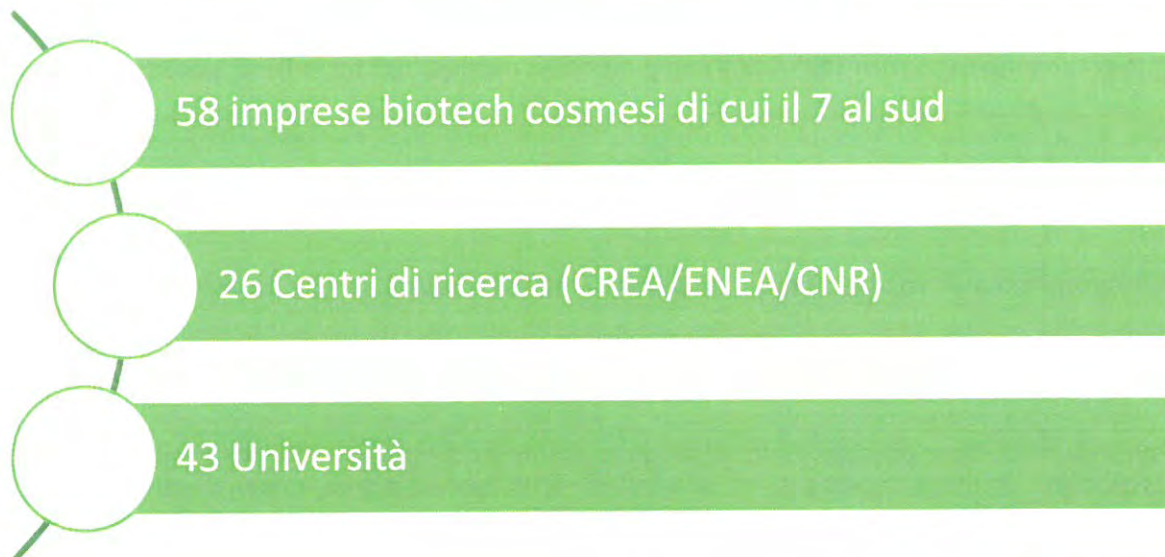 58 imprese biotech cosmesi di cui il 7 al sud
26 Centri di ricerca (CREA/ENEA/CNR)
43 Università